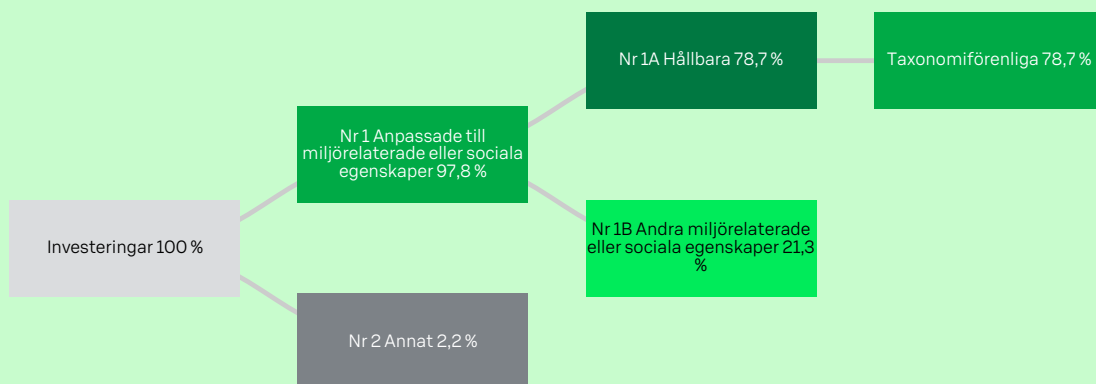 Nr 1A Hållbara 78,7 %
Taxonomiförenliga 78,7 %
Nr 1 Anpassade till
miljörelaterade eller sociala
egenskaper 97,8 %
Investeringar 100 %
Nr 1B Andra miljörelaterade
eller sociala egenskaper 21,3
%
Nr 2 Annat 2,2 %